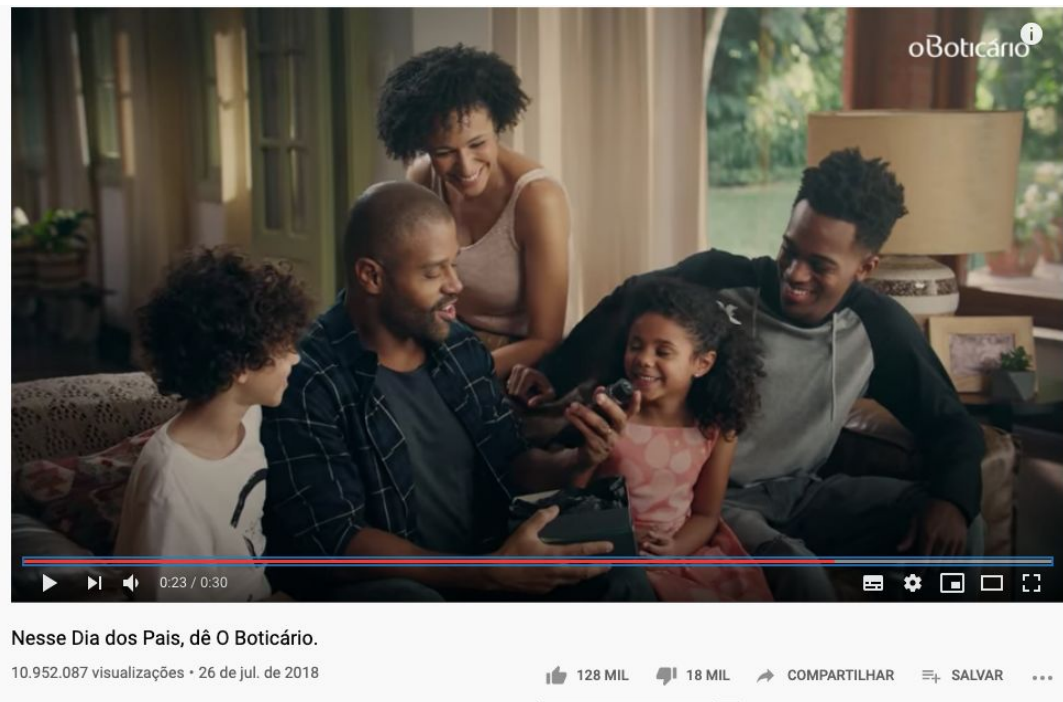 oBoticário
0:23 / 0:30
Nesse Dia dos Pais, dê O Boticário.
10.952.087 visualizações • 26 de jul. de 2018
128 MIL 18 MIL COMPARTILHAR SALVAR